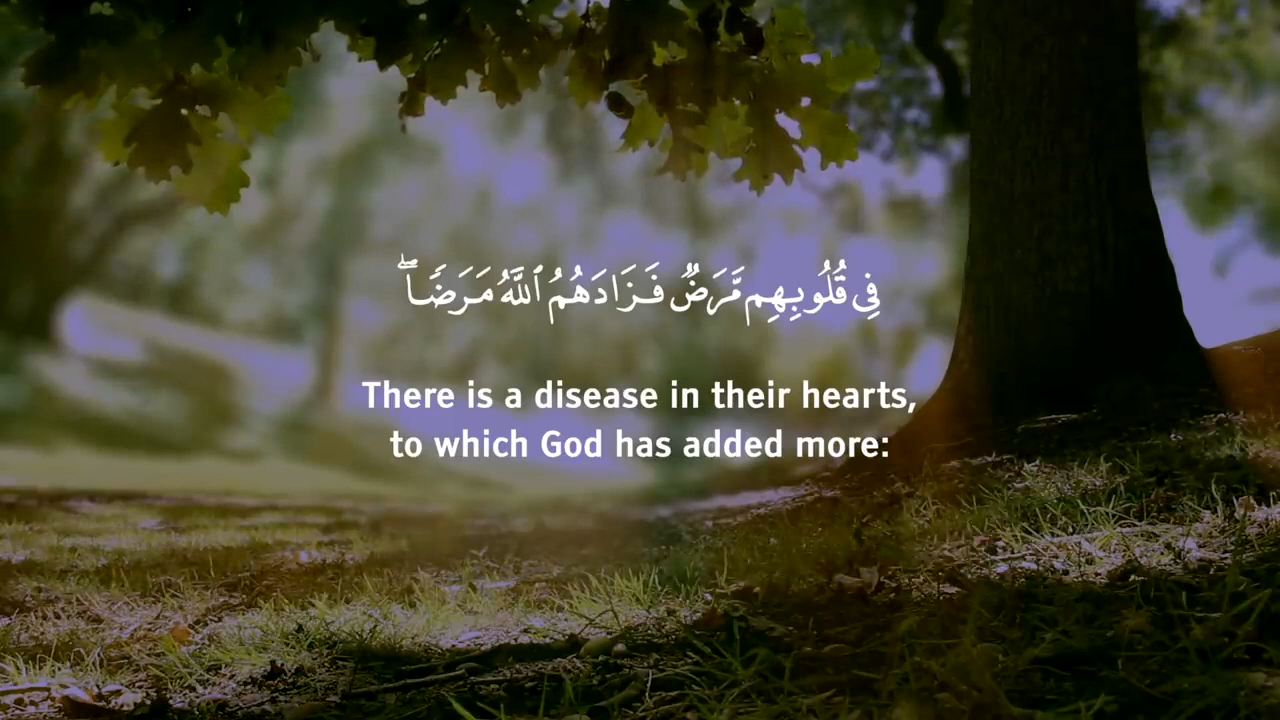 فِى قُلُوبِهِم مَّرَضٌ فَزَادَهُمُ ٱللَّهُ مَرَضًاۖ
There is a disease in their hearts,
to which God has added more: